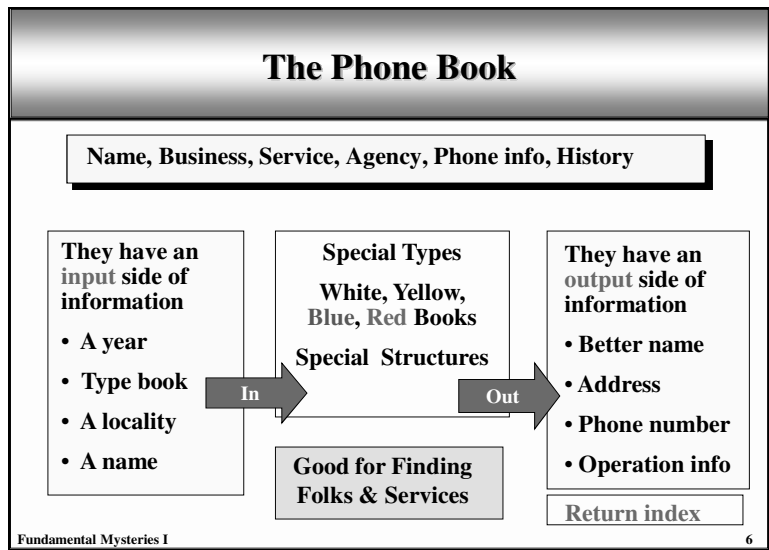 The Phone Book
Name, Business, Service, Agency, Phone info, History
They have an
input side of
information
• A year
• Type book
• A locality
• A name
In
Special Types
White, Yellow,
Blue, Red Books
Special Structures
Out
Good for Finding
Folks & Services
They have an
output side of
information
• Better name
• Address
• Phone number
• Operation info
Return index
Fundamental Mysteries I
6